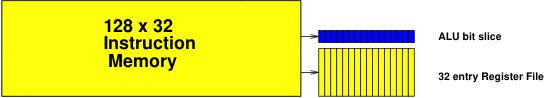 128 x 32
Instruction
Memory
ALU bit slice
32 entry Register File